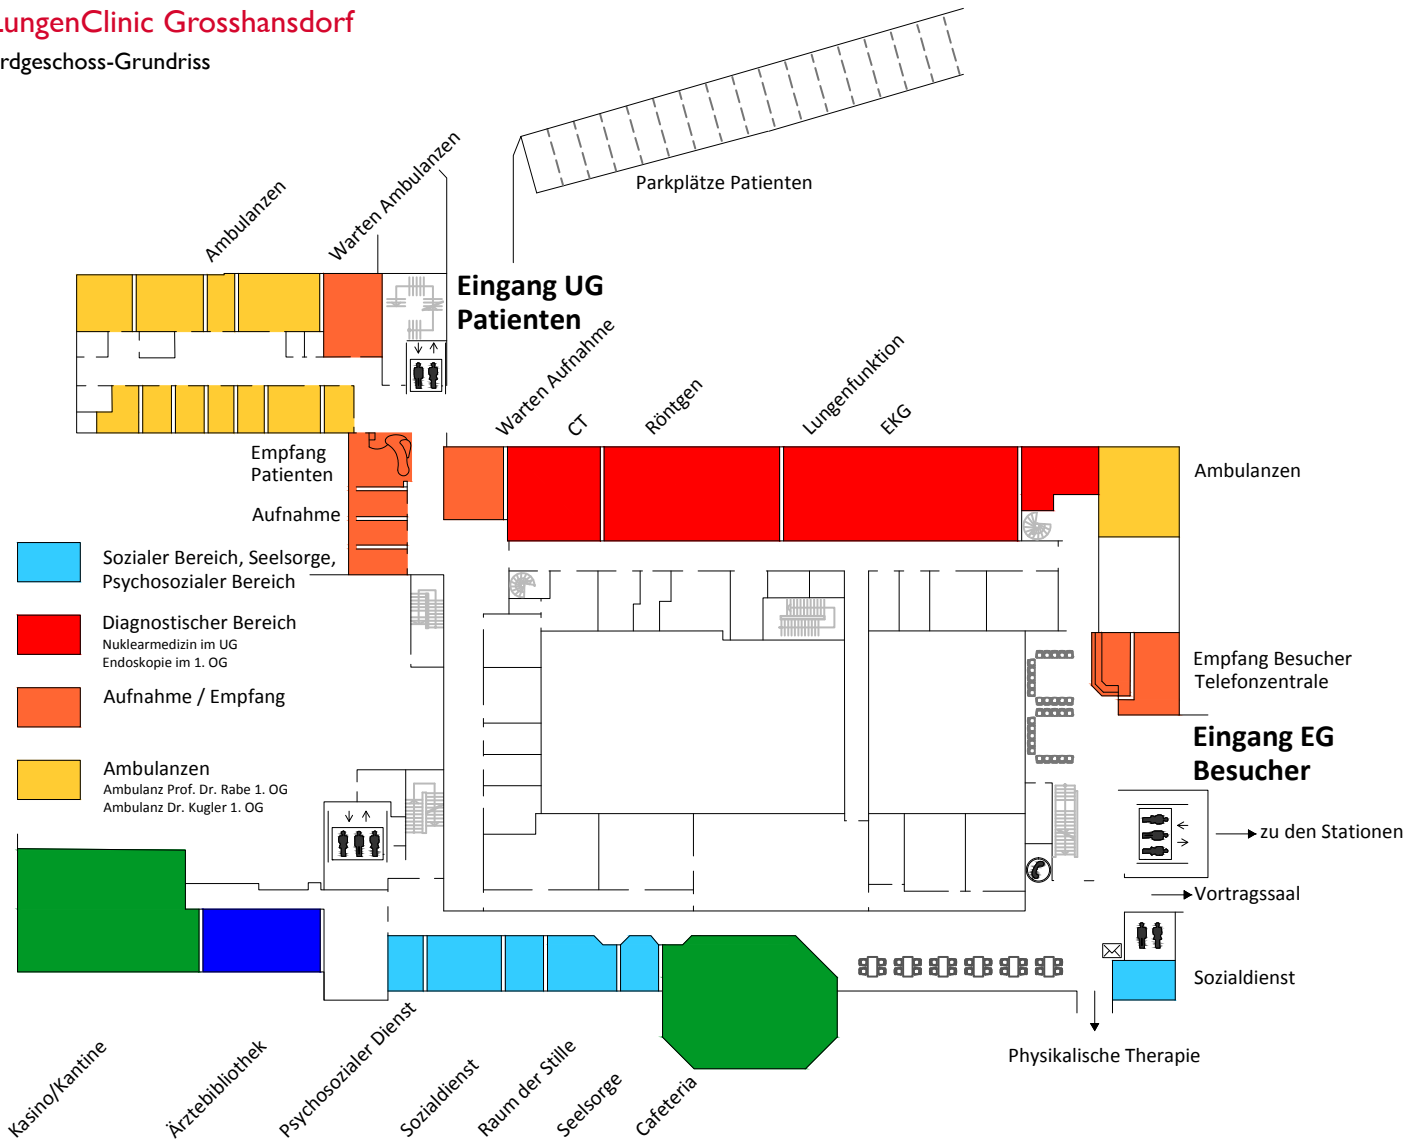 LungenClinic Grosshansdorf
rdgeschoss-Grundriss
Parkplätze Patienten
Ambulanzen
Warten Ambulanzen
Eingang UG
Patienten
Warten Aufnahme
CT
Röntgen
Lungenfunktion
EKG
Empfang
Patienten
Aufnahme
Ambulanzen
Sozialer Bereich, Seelsorge,
Psychosozialer Bereich
Diagnostischer Bereich
Nuklearmedizin im UG
Endoskopie im 1. OG
Aufnahme / Empfang
Ambulanzen
Ambulanz Prof. Dr. Rabe 1. OG
Ambulanz Dr. Kugler 1. OG
Empfang Besucher
Telefonzentrale
Eingang EG
Besucher
zu den Stationen
Vortragssaal
Sozialdienst
Physikalische Therapie
Kasino/Kantine
Ärztebibliothek
Psychosozialer Dienst
Sozialdienst
Raum der Stille
Seelsorge
Cafeteria